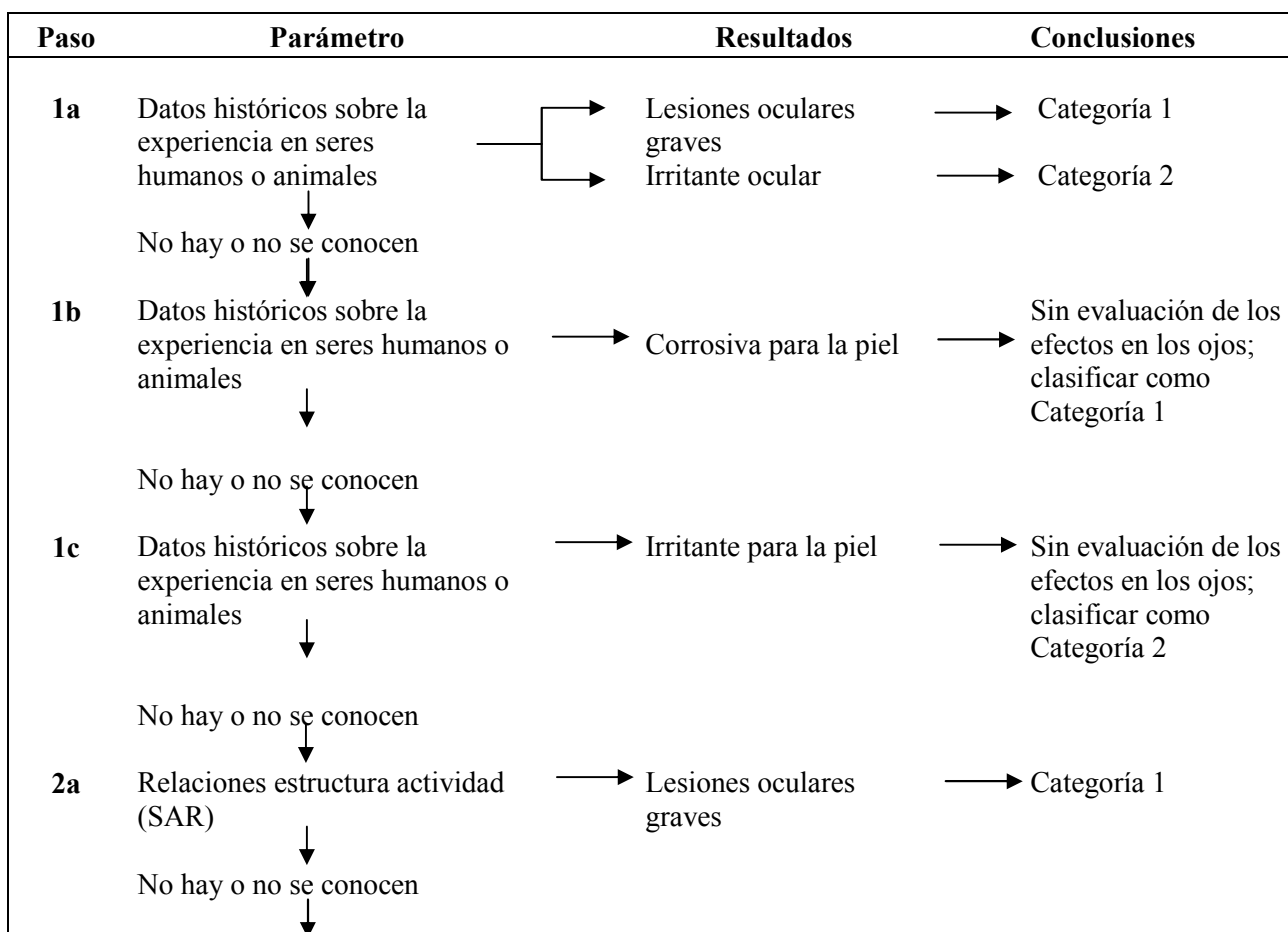 Paso Parámetro Resultados Conclusiones
1a Datos históricos sobre la Lesiones oculares Categoría 1
experiencia en seres graves
humanos o animales Irritante ocular Categoría 2
No hay o no se conocen
1b Datos históricos sobre la Sin evaluación de los
experiencia en seres humanos o Corrosiva para la piel efectos en los ojos;
animales clasificar como
Categoría 1
No hay o no se conocen
1c Datos históricos sobre la Irritante para la piel Sin evaluación de los
experiencia en seres humanos o efectos en los ojos;
animales clasificar como
Categoría 2
No hay o no se conocen
2a Relaciones estructura actividad Lesiones oculares Categoría 1
(SAR) graves
No hay o no se conocen